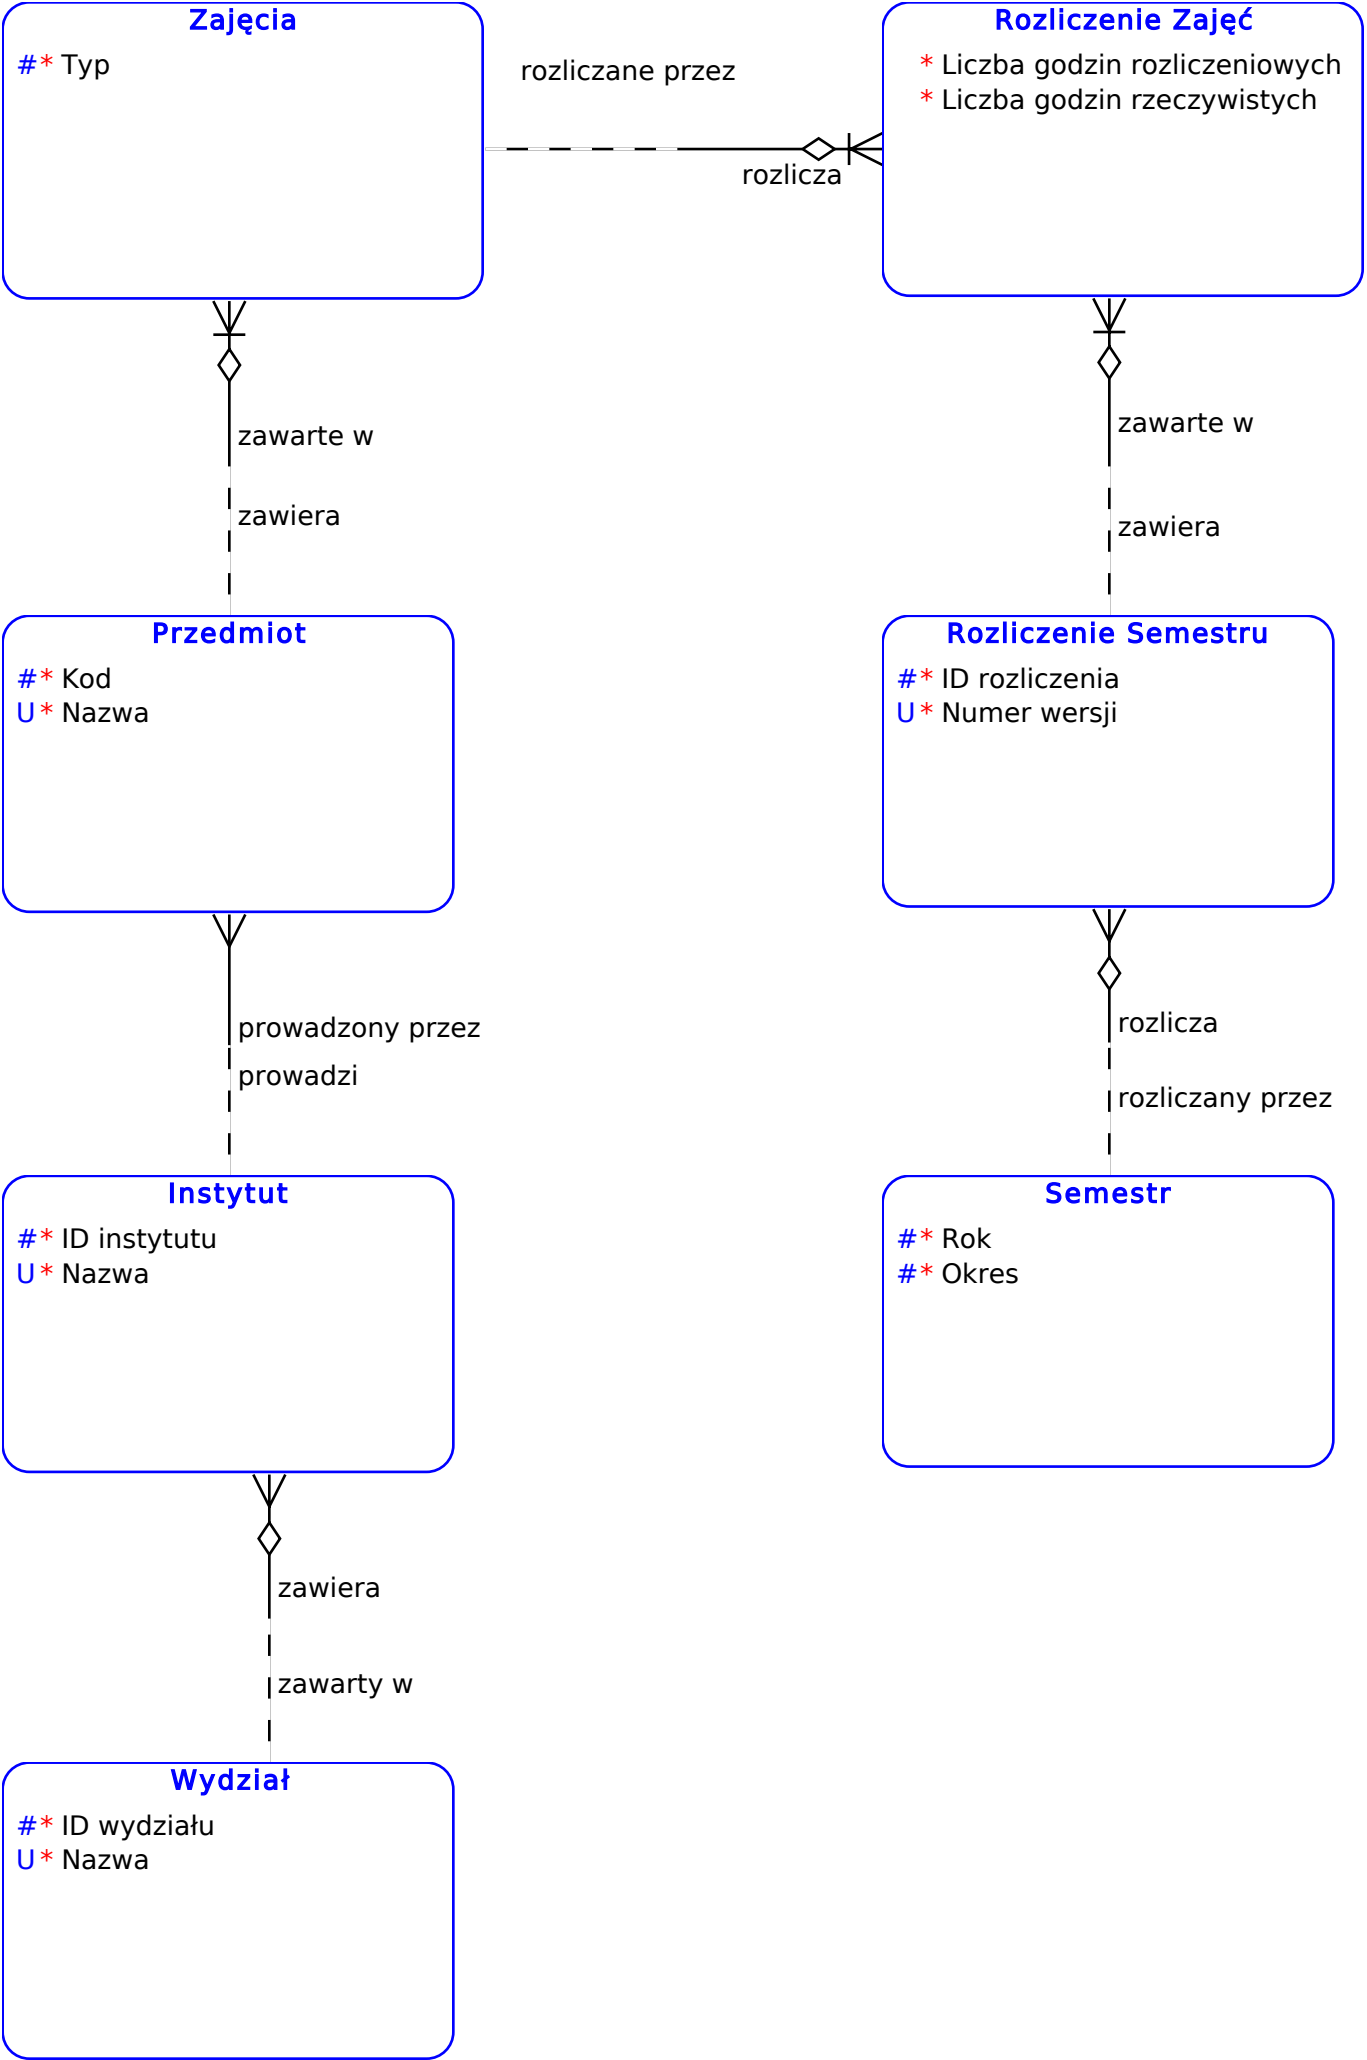 Zajęcia
#* Typ
rozliczane przez
rozlicza
Rozliczenie Zajęć
* Liczba godzin rozliczeniowych
* Liczba godzin rzeczywistych
zawarte w
zawiera
zawarte w
zawiera
Przedmiot
#* Kod
U* Nazwa
Rozliczenie Semestru
#* ID rozliczenia
U* Numer wersji
prowadzony przez
prowadzi
rozlicza
rozliczany przez
Instytut
#* ID instytutu
U* Nazwa
Semestr
#* Rok
#* Okres
zawiera
zawarty w
Wydział
#* ID wydziału
U* Nazwa